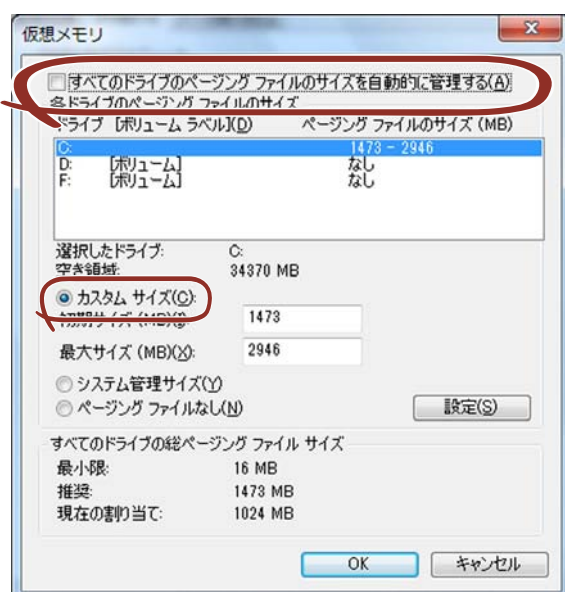 仮想メモリ
すべてのドライブのページング ファイルのサイズを自動的に管理する(A)
各ドライブのページング ファイルのサイズ
ドライブ [ボリューム ラベル](D) ページング ファイルのサイズ (MB)
C: 1473 - 2946
D: [ボリューム] なし
F: [ボリューム] なし
選択したドライブ: C:
空き領域: 34370 MB
カスタム サイズ(C):
初期サイズ (MB)(I): 1473
最大サイズ (MB)(X): 2946
システム管理サイズ(Y)
ページング ファイルなし(N) 設定(S)
すべてのドライブの総ページング ファイル サイズ
最小限: 16 MB
推奨: 1473 MB
現在の割り当て: 1024 MB
OK キャンセル